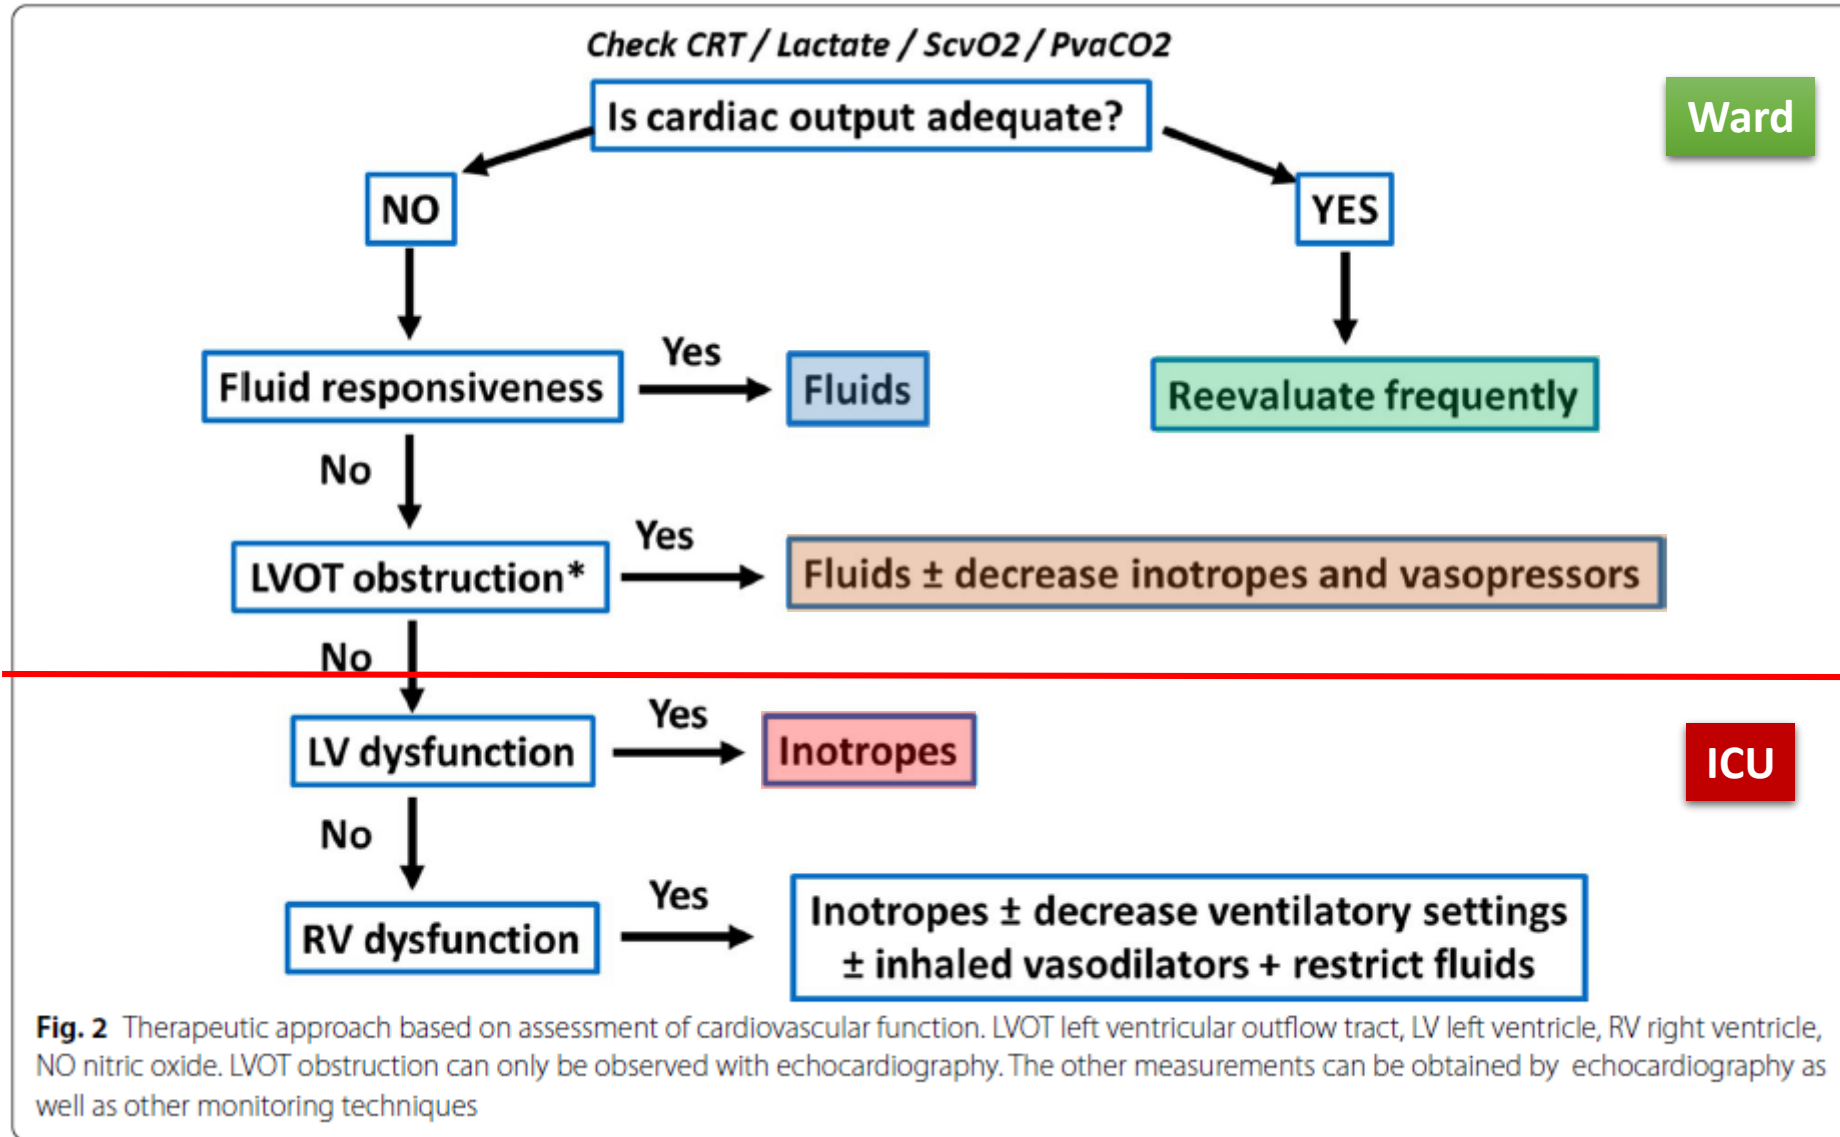 Check CRT / Lactate / ScvO2 / PvaCO2
Is cardiac output adequate?
Ward
NO
YES
Fluid responsiveness
Yes
Fluids
Reevaluate frequently
No
LVOT obstruction*
Yes
Fluids ± decrease inotropes and vasopressors
No
LV dysfunction
Yes
Inotropes
ICU
No
RV dysfunction
Yes
Inotropes ± decrease ventilatory settings
± inhaled vasodilators + restrict fluids
Fig. 2 Therapeutic approach based on assessment of cardiovascular function. LVOT left ventricular outflow tract, LV left ventricle, RV right ventricle,
NO nitric oxide. LVOT obstruction can only be observed with echocardiography. The other measurements can be obtained by echocardiography as
well as other monitoring techniques